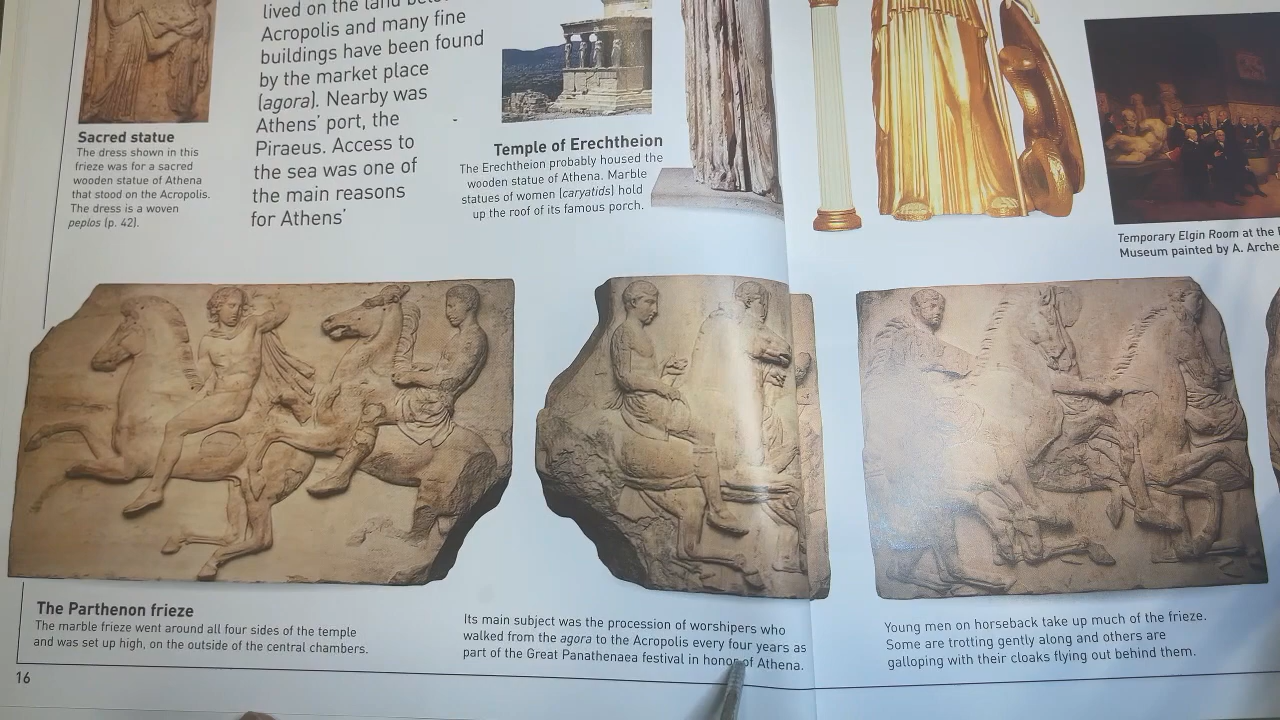 lived on the land
Acropolis and many fine
buildings have been found
by the market place
(agora). Nearby was
Athens' port, the
Piraeus. Access to
the sea was one of
the main reasons
for Athens'
Sacred statue
The dress shown in this
frieze was for a sacred
wooden statue of Athena
that stood on the Acropolis.
The dress is a woven
peplos (p. 42).
Temple of Erechtheion
The Erechtheion probably housed the
wooden statue of Athena. Marble
statues of women (caryatids) hold
up the roof of its famous porch.
Temporary Elgin Room at the
Museum painted by A. Arche
The Parthenon frieze
The marble frieze went around all four sides of the temple
and was set up high, on the outside of the central chambers.
Its main subject was the procession of worshipers who
walked from the agora to the Acropolis every four years as
part of the Great Panathenaea festival in honor of Athena.
Young men on horseback take up much of the frieze.
Some are trotting gently along and others are
galloping with their cloaks flying out behind them.
16